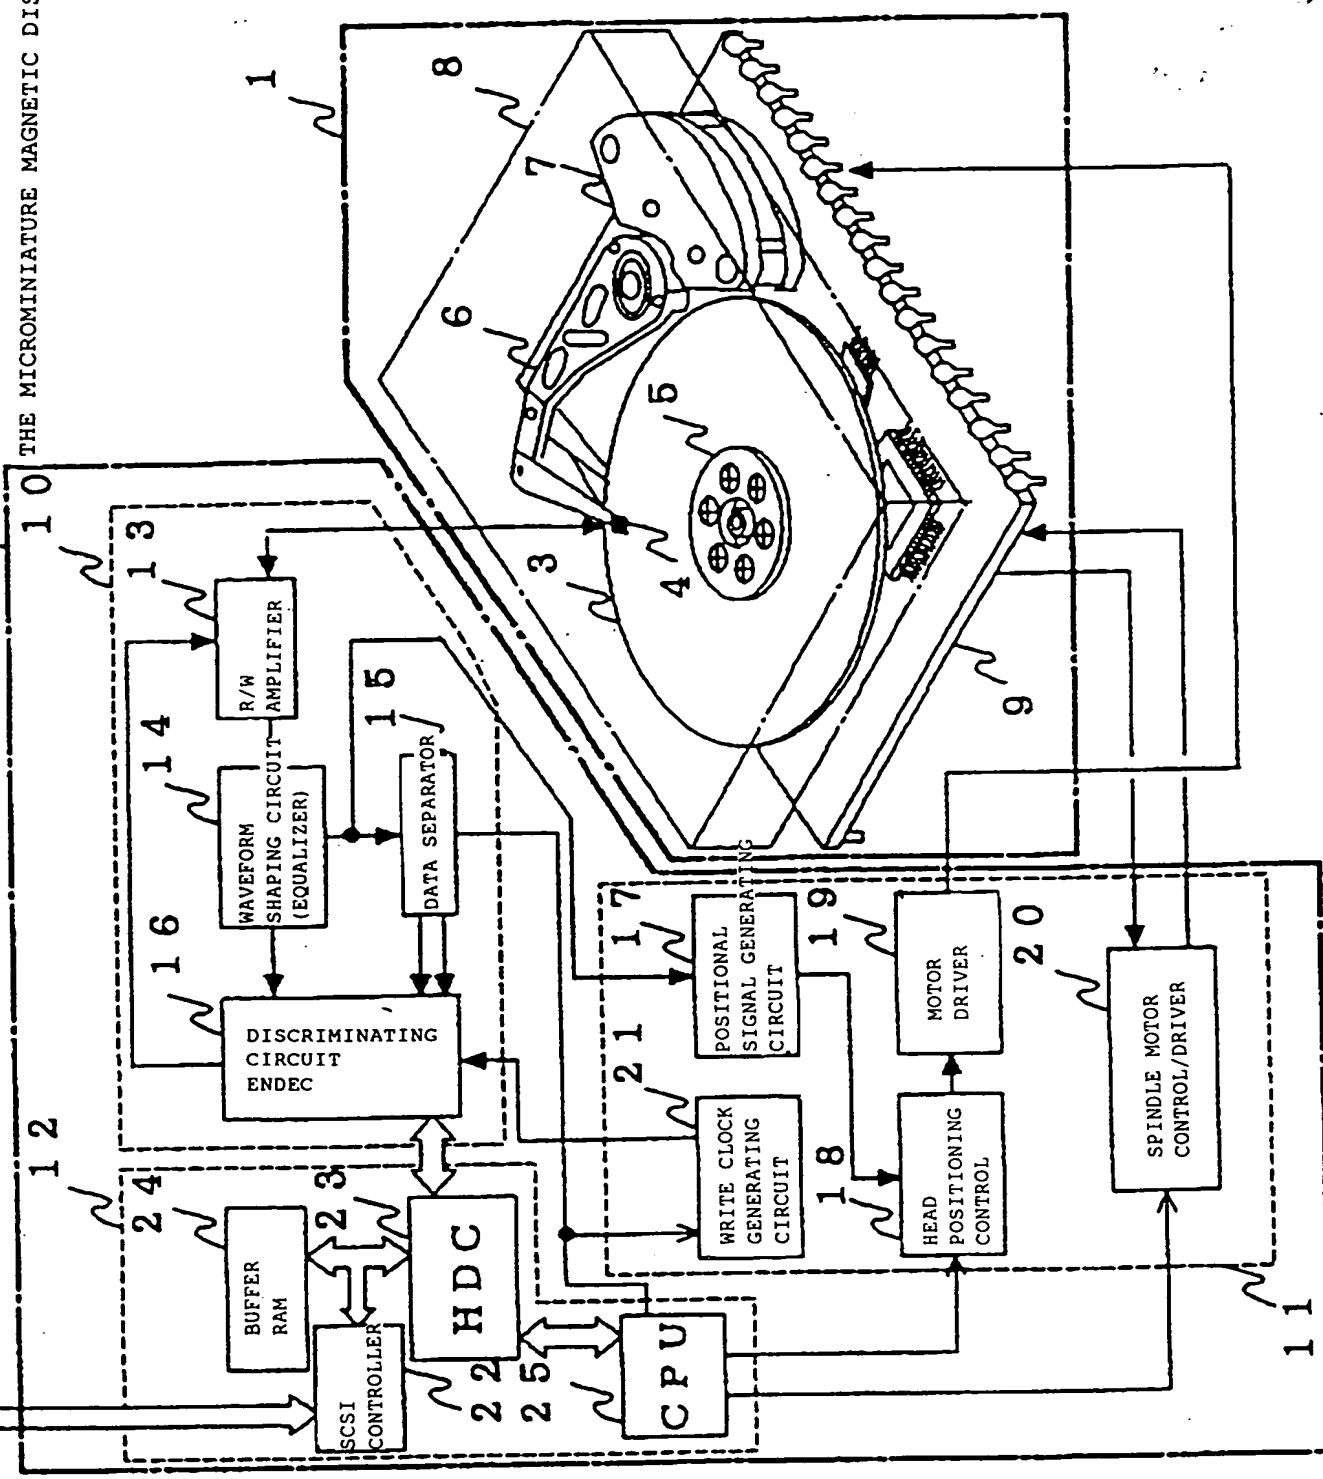 THE MICROMINIATURE MAGNETIC DIS
1
8
7
6
5
3
4
9
10
13
R/W
AMPLIFIER
14
WAVEFORM
SHAPING CIRCUIT
(EQUALIZER)
15
DATA SEPARATOR
16
DISCRIMINATING
CIRCUIT
ENDEC
12
24
BUFFER
RAM
23
HDC
22
SCSI
CONTROLLER
25
CPU
17
POSITIONAL
SIGNAL GENERATING
CIRCUIT
21
WRITE CLOCK
GENERATING
CIRCUIT
19
MOTOR
DRIVER
18
HEAD
POSITIONING
CONTROL
20
SPINDLE MOTOR
CONTROL/DRIVER
11